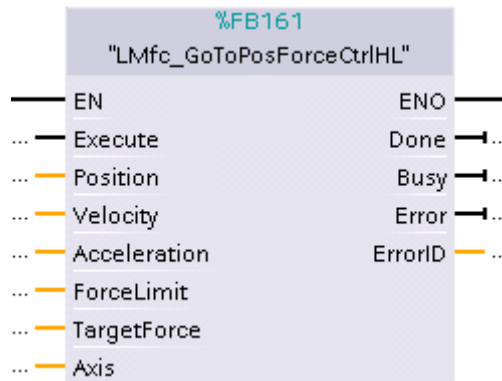 %FB161
"LMfc_GoToPosForceCtrlHL"
EN ENO
... Execute Done ...
... Position Busy ...
... Velocity Error ...
... Acceleration ErrorID ...
... ForceLimit
... TargetForce
... Axis